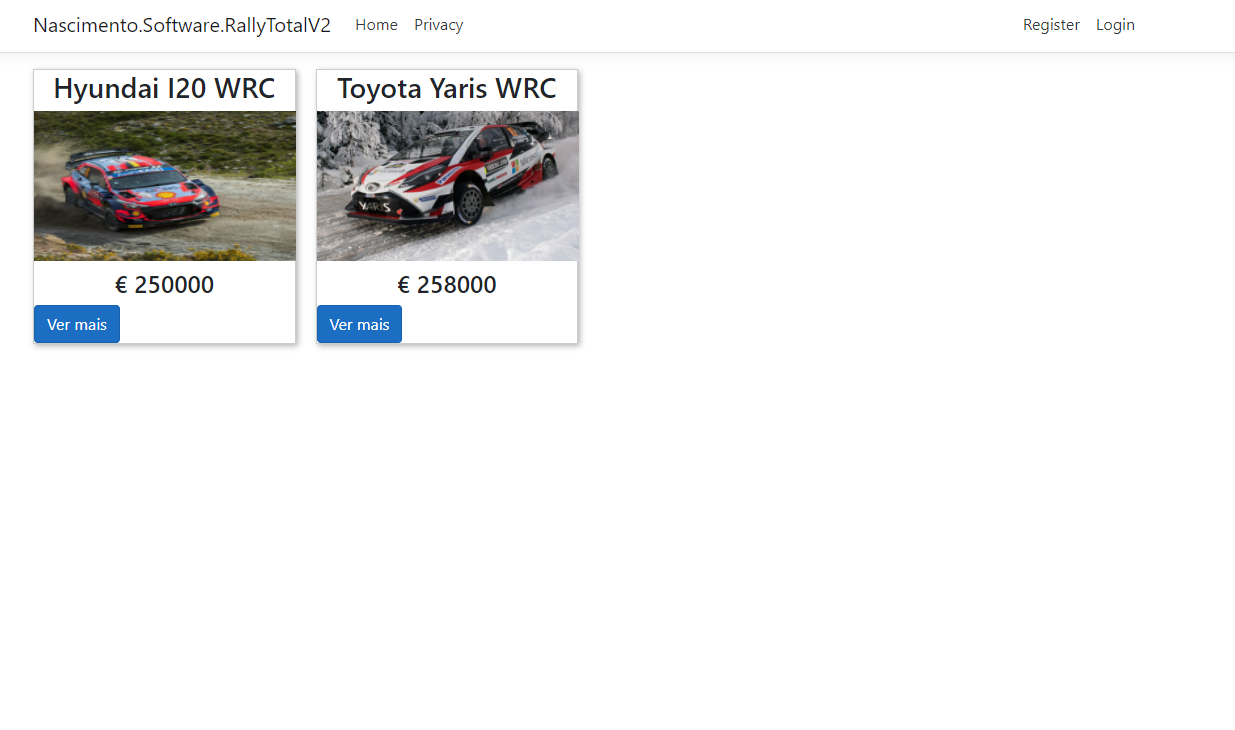 Nascimento.Software.RallyTotalV2 Home Privacy Register Login
Hyundai I20 WRC
Toyota Yaris WRC
YARIS
€ 250000
€ 258000
Ver mais
Ver mais